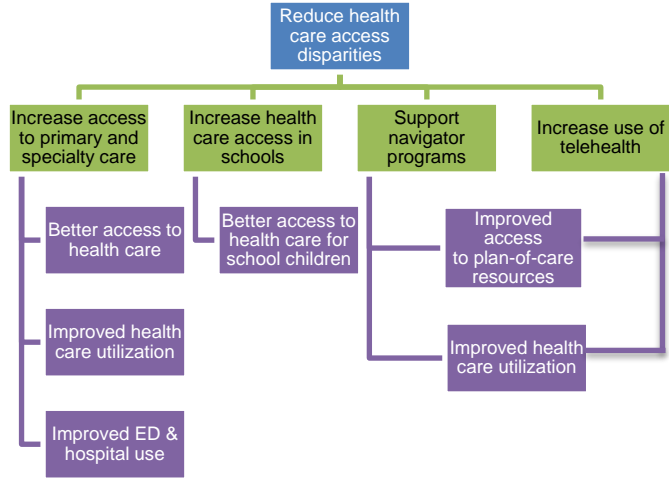 Reduce health
care access
disparities
Increase access
to primary and
specialty care
Increase health
care access in
schools
Support
navigator
programs
Increase use of
telehealth
Better access to
health care
Better access to
health care for
school children
Improved
access
to plan-of-care
resources
Improved health
care utilization
Improved health
care utilization
Improved ED &
hospital use